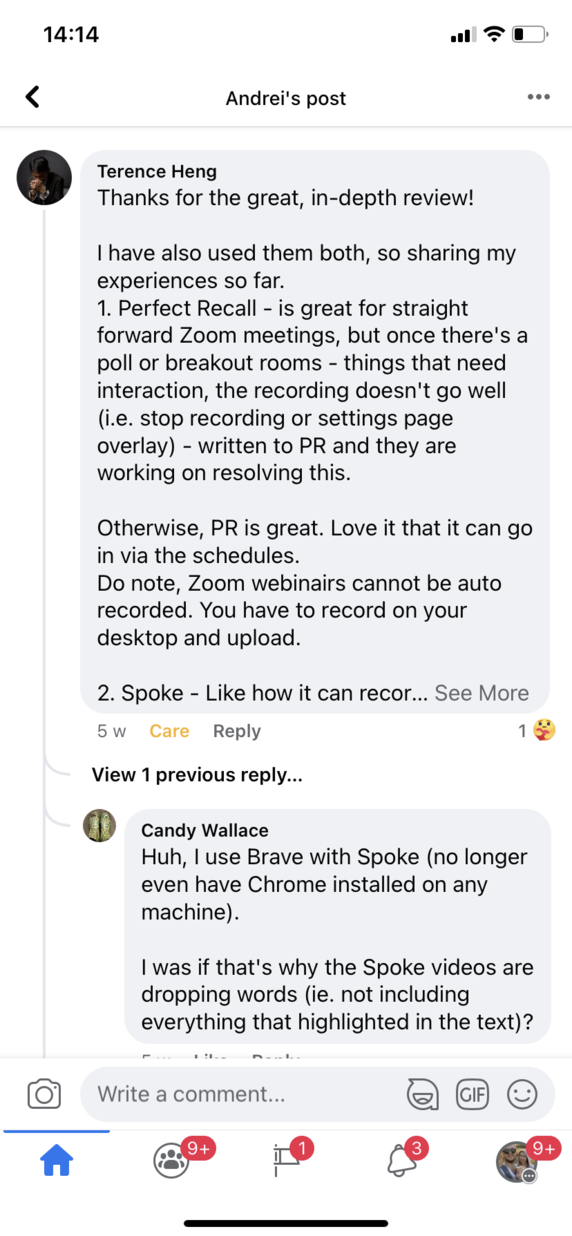 14:14
Andrei's post
Terence Heng
Thanks for the great, in-depth review!
I have also used them both, so sharing my
experiences so far.
1. Perfect Recall - is great for straight
forward Zoom meetings, but once there's a
poll or breakout rooms - things that need
interaction, the recording doesn't go well
(i.e. stop recording or settings page
overlay) - written to PR and they are
working on resolving this.
Otherwise, PR is great. Love it that it can go
in via the schedules.
Do note, Zoom webinairs cannot be auto
recorded. You have to record on your
desktop and upload.
2. Spoke - Like how it can recor... See More
5 w Care Reply 1
View 1 previous reply...
Candy Wallace
Huh, I use Brave with Spoke (no longer
even have Chrome installed on any
machine).
I was if that's why the Spoke videos are
dropping words (ie. not including
everything that highlighted in the text)?
Write a comment...
GIF
9+ 1 3 9+